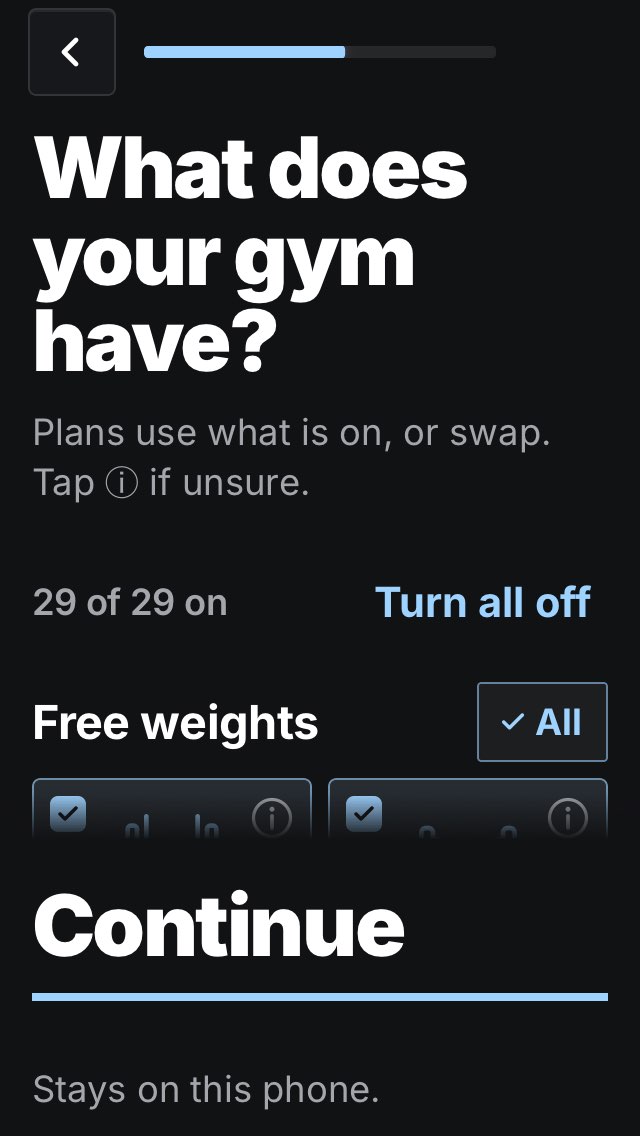 What does
your gym
have?
Plans use what is on, or swap.
Tap ⓘ if unsure.
29 of 29 on
Turn all off
Free weights
✓ All
Continue
Stays on this phone.